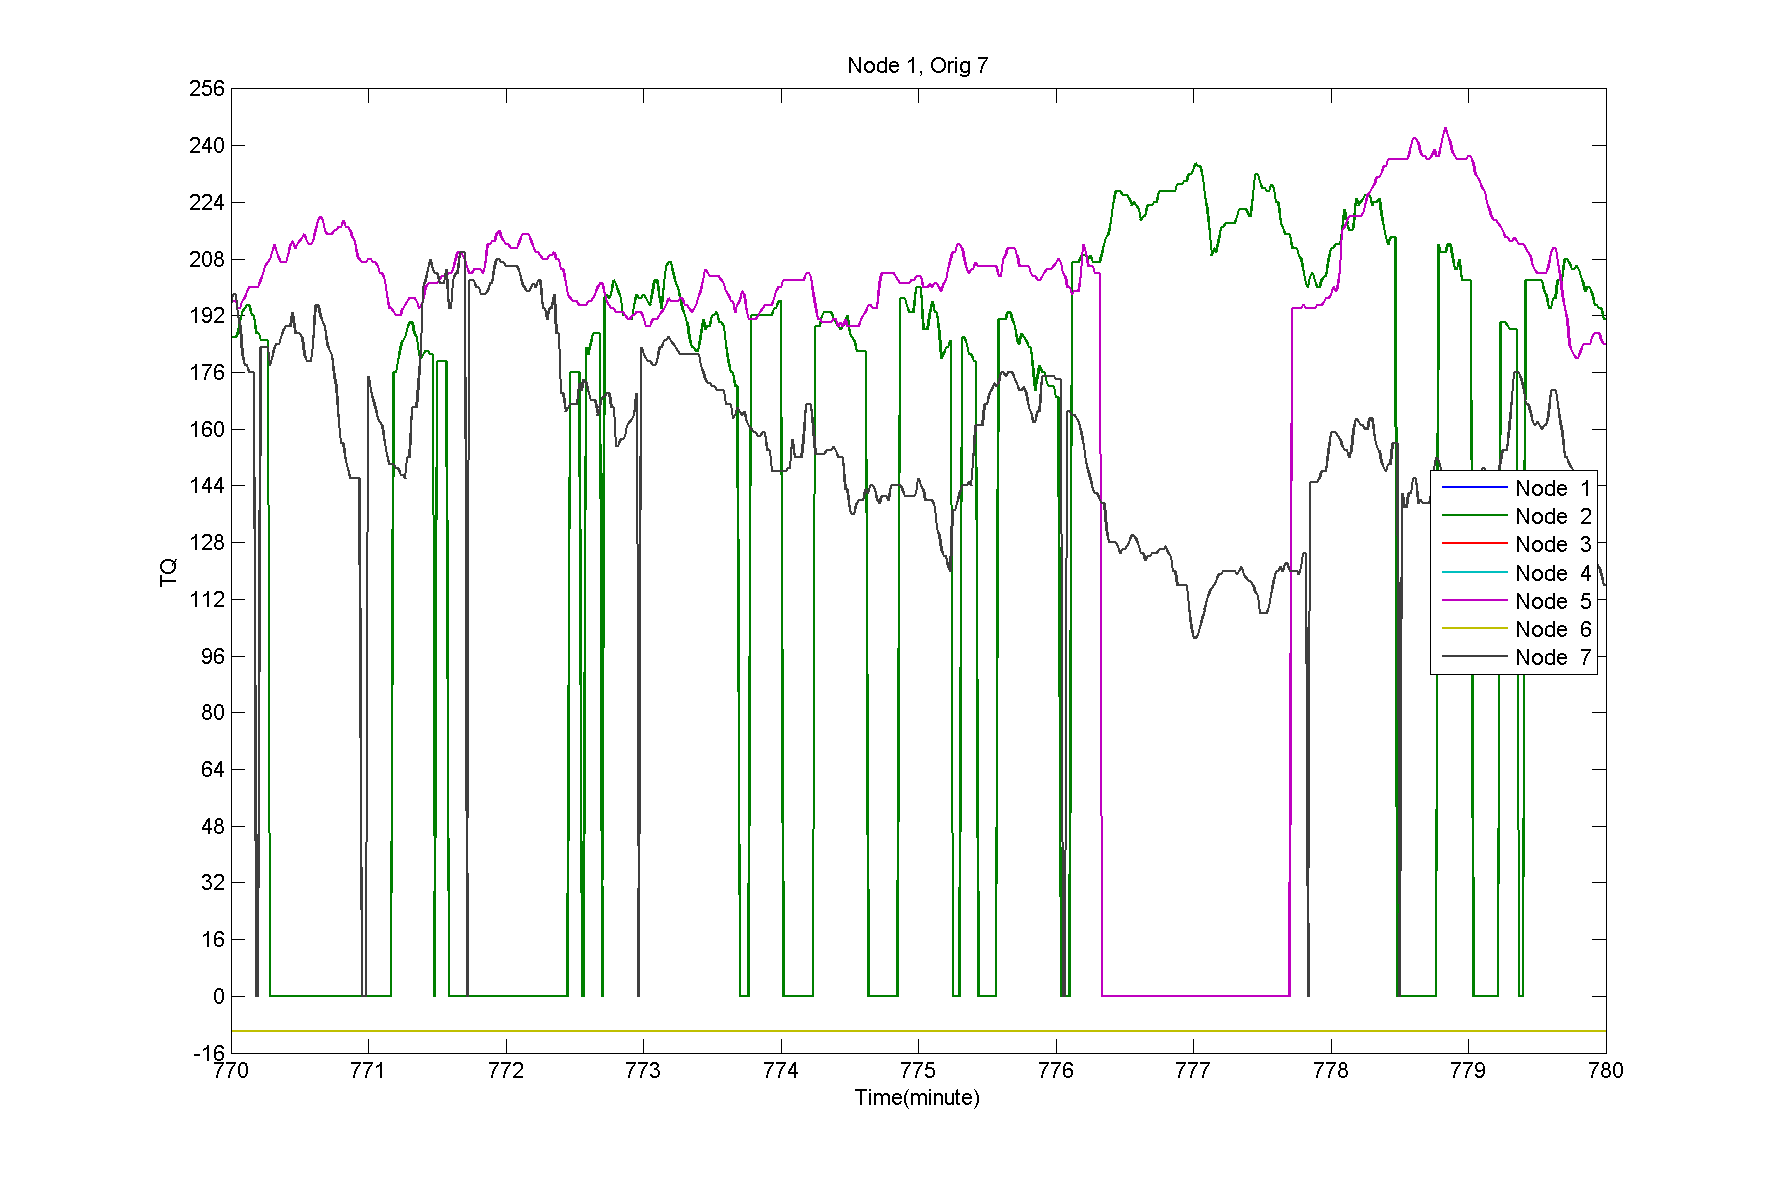 Node 1, Orig 7
256
240
224
208
192
176
160
144
128
112
96
80
64
48
32
16
0
-16
TQ
770 771 772 773 774 775 776 777 778 779 780
Time(minute)
Node 1
Node 2
Node 3
Node 4
Node 5
Node 6
Node 7